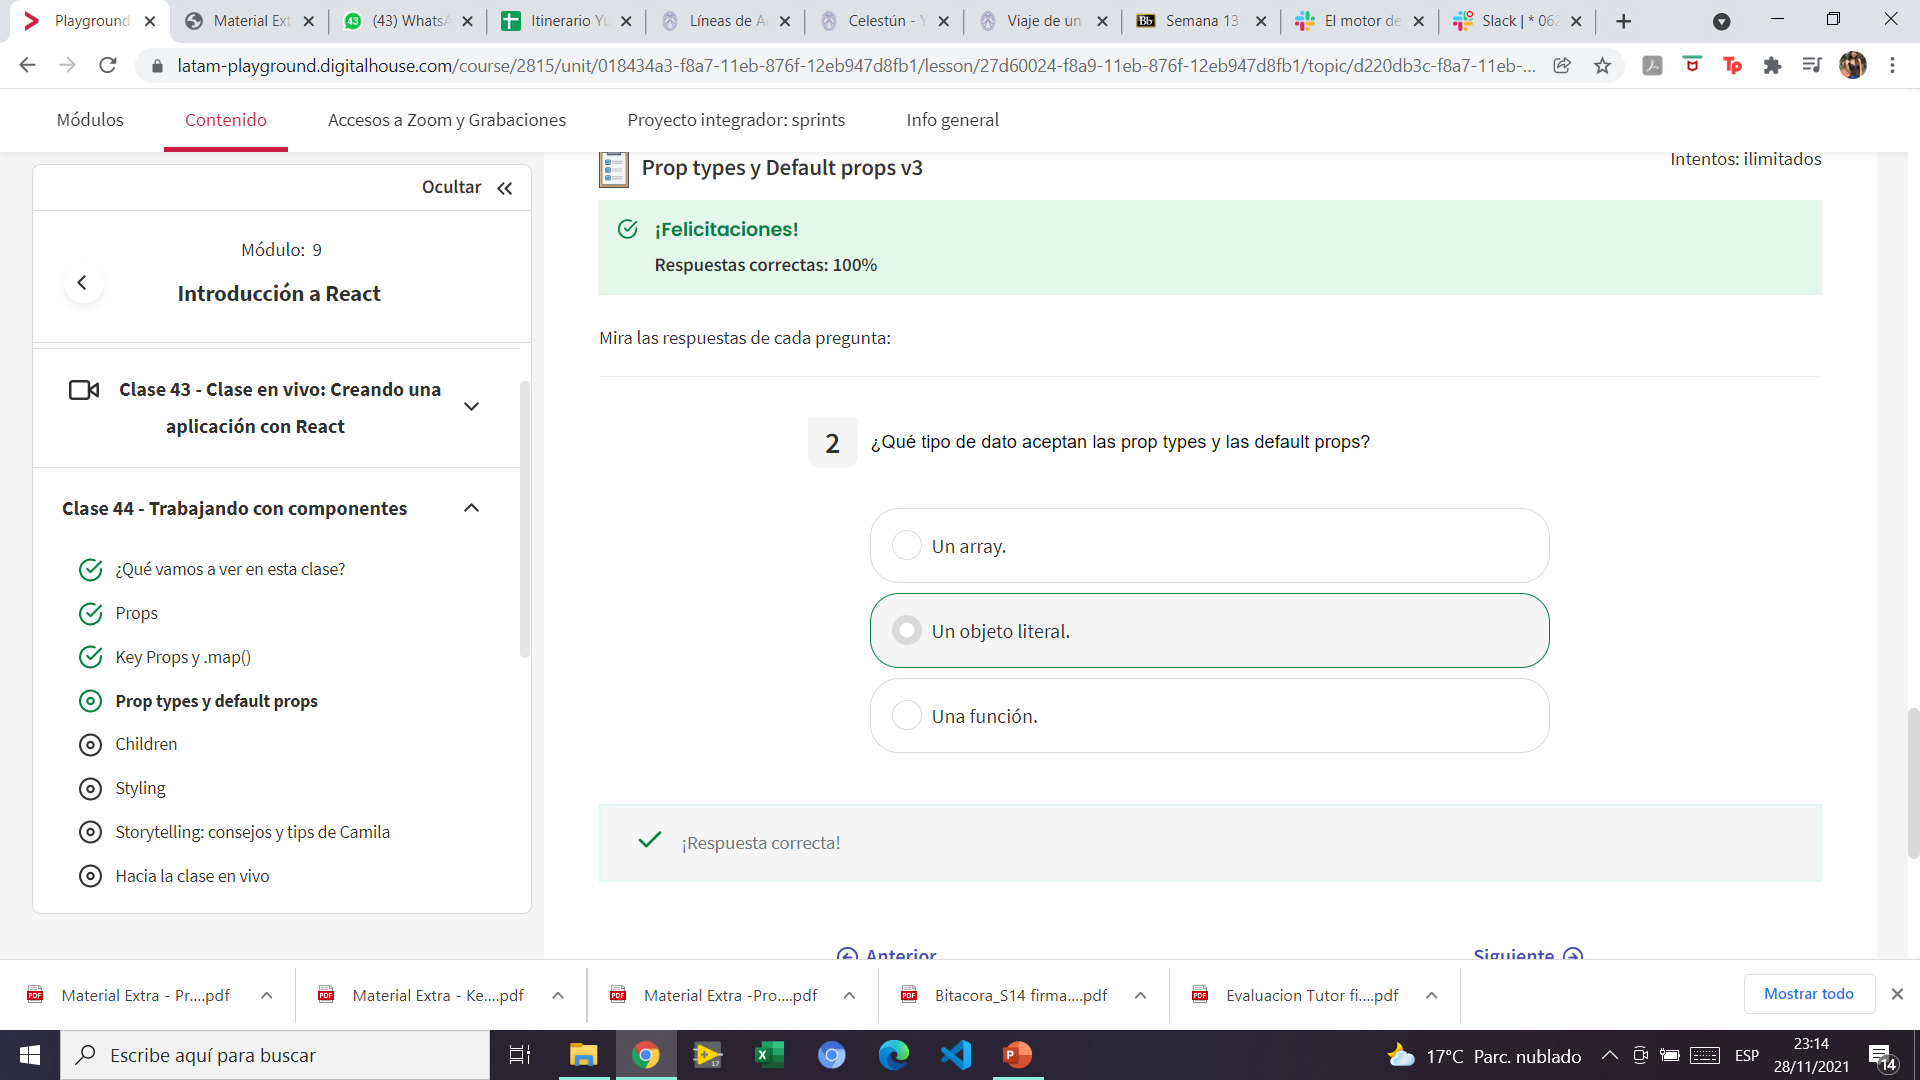 Playground
Material Ext
(43) WhatsA
Itinerario Yu
Líneas de A
Celestún - Y
Viaje de un
Bb Semana 13
El motor de
Slack | * 062
latam-playground.digitalhouse.com/course/2815/unit/018434a3-f8a7-11eb-876f-12eb947d8fb1/lesson/27d60024-f8a9-11eb-876f-12eb947d8fb1/topic/d220db3c-f8a7-11eb-...
Módulos Contenido Accesos a Zoom y Grabaciones Proyecto integrador: sprints Info general
Ocultar
Módulo: 9
Introducción a React
Clase 43 - Clase en vivo: Creando una
aplicación con React
Clase 44 - Trabajando con componentes
¿Qué vamos a ver en esta clase?
Props
Key Props y .map()
Prop types y default props
Children
Styling
Storytelling: consejos y tips de Camila
Hacia la clase en vivo
Prop types y Default props v3
Intentos: ilimitados
¡Felicitaciones!
Respuestas correctas: 100%
Mira las respuestas de cada pregunta:
2 ¿Qué tipo de dato aceptan las prop types y las default props?
Un array.
Un objeto literal.
Una función.
¡Respuesta correcta!
Anterior
Siguiente
Material Extra - Pr....pdf
Material Extra - Ke....pdf
Material Extra -Pro....pdf
Bitacora_S14 firma....pdf
Evaluacion Tutor fi....pdf
Mostrar todo
Escribe aquí para buscar
17°C Parc. nublado
ESP
23:14
28/11/2021
14